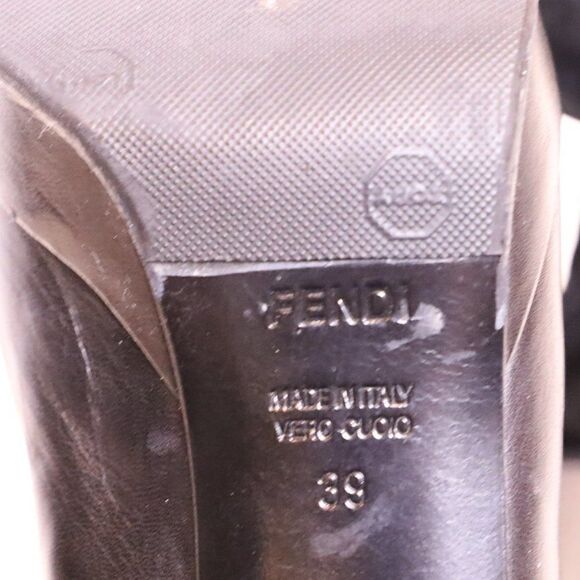 FENDI
MADE IN ITALY
VERO CUOIO
39